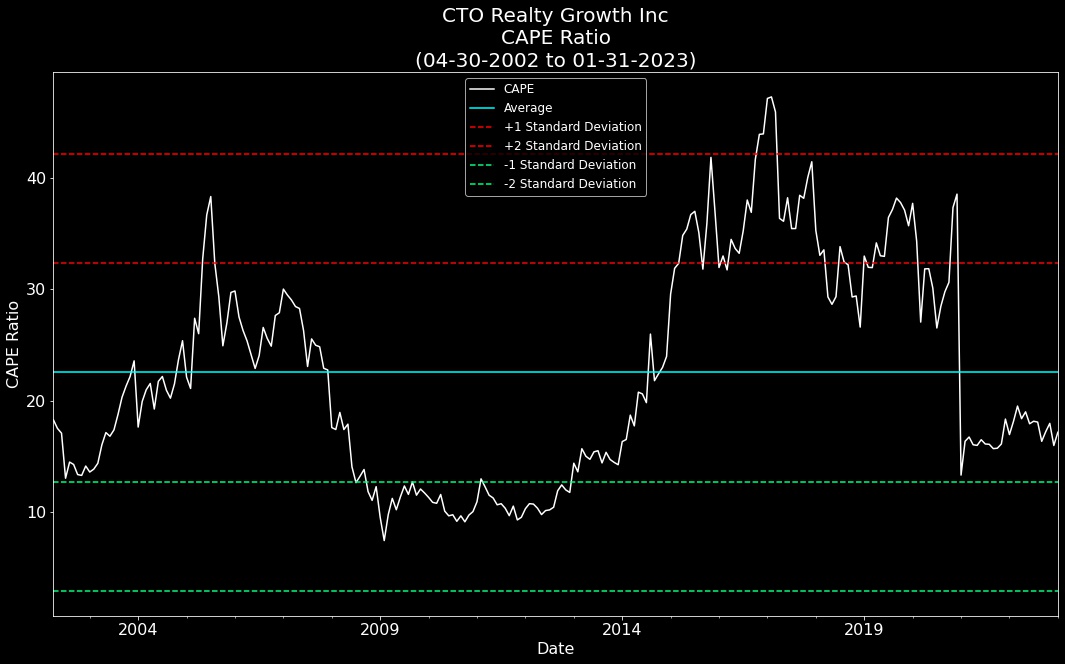 CTO Realty Growth Inc
CAPE Ratio
(04-30-2002 to 01-31-2023)
CAPE
Average
+1 Standard Deviation
+2 Standard Deviation
-1 Standard Deviation
-2 Standard Deviation
CAPE Ratio
40
30
20
10
2004
2009
2014
2019
Date